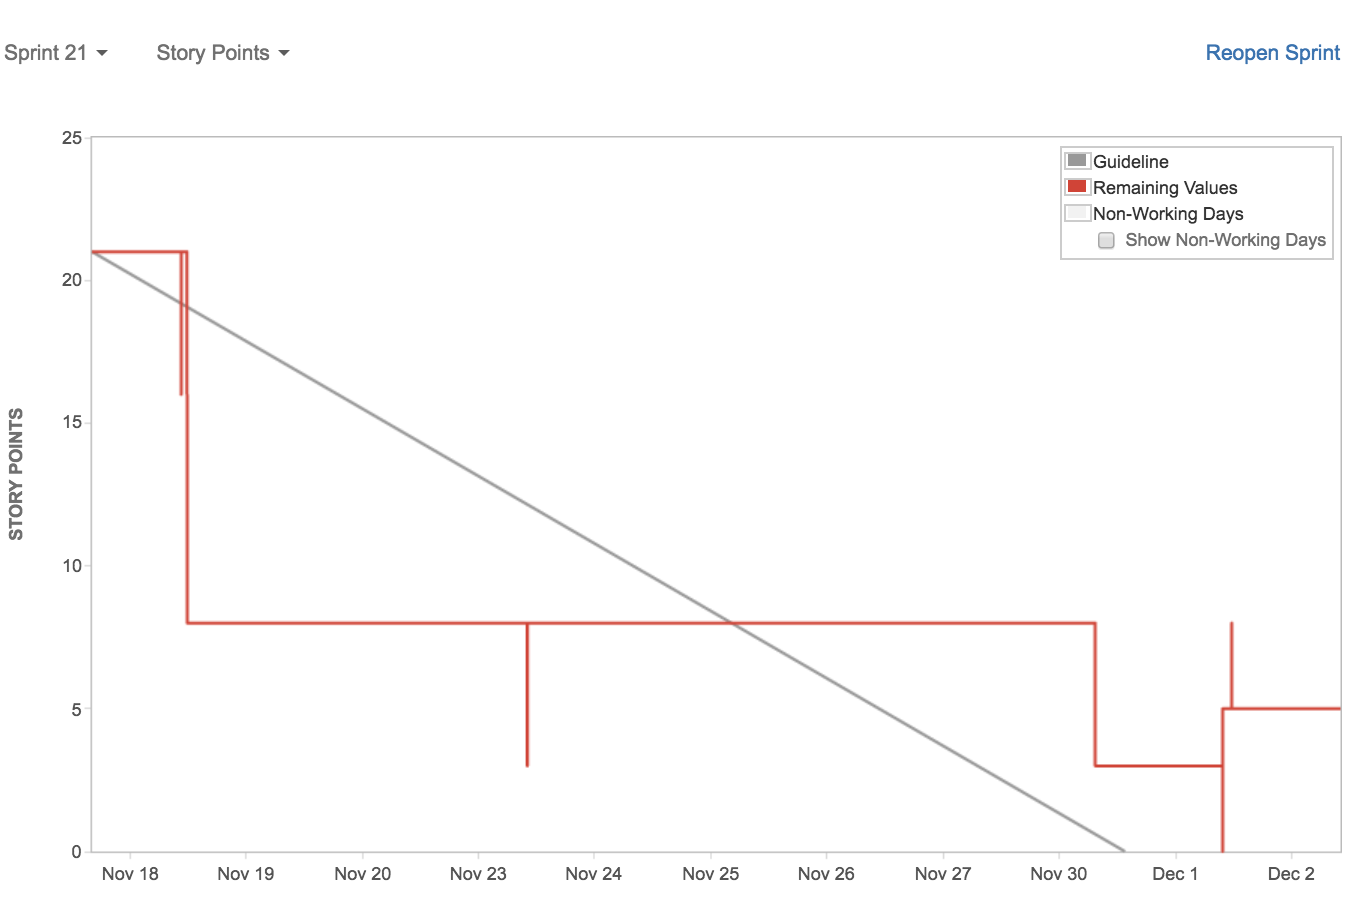 Sprint 21 Story Points Reopen Sprint
25
Guideline
Remaining Values
Non-Working Days
Show Non-Working Days
20
15
STORY POINTS
10
5
0
Nov 18 Nov 19 Nov 20 Nov 23 Nov 24 Nov 25 Nov 26 Nov 27 Nov 30 Dec 1 Dec 2